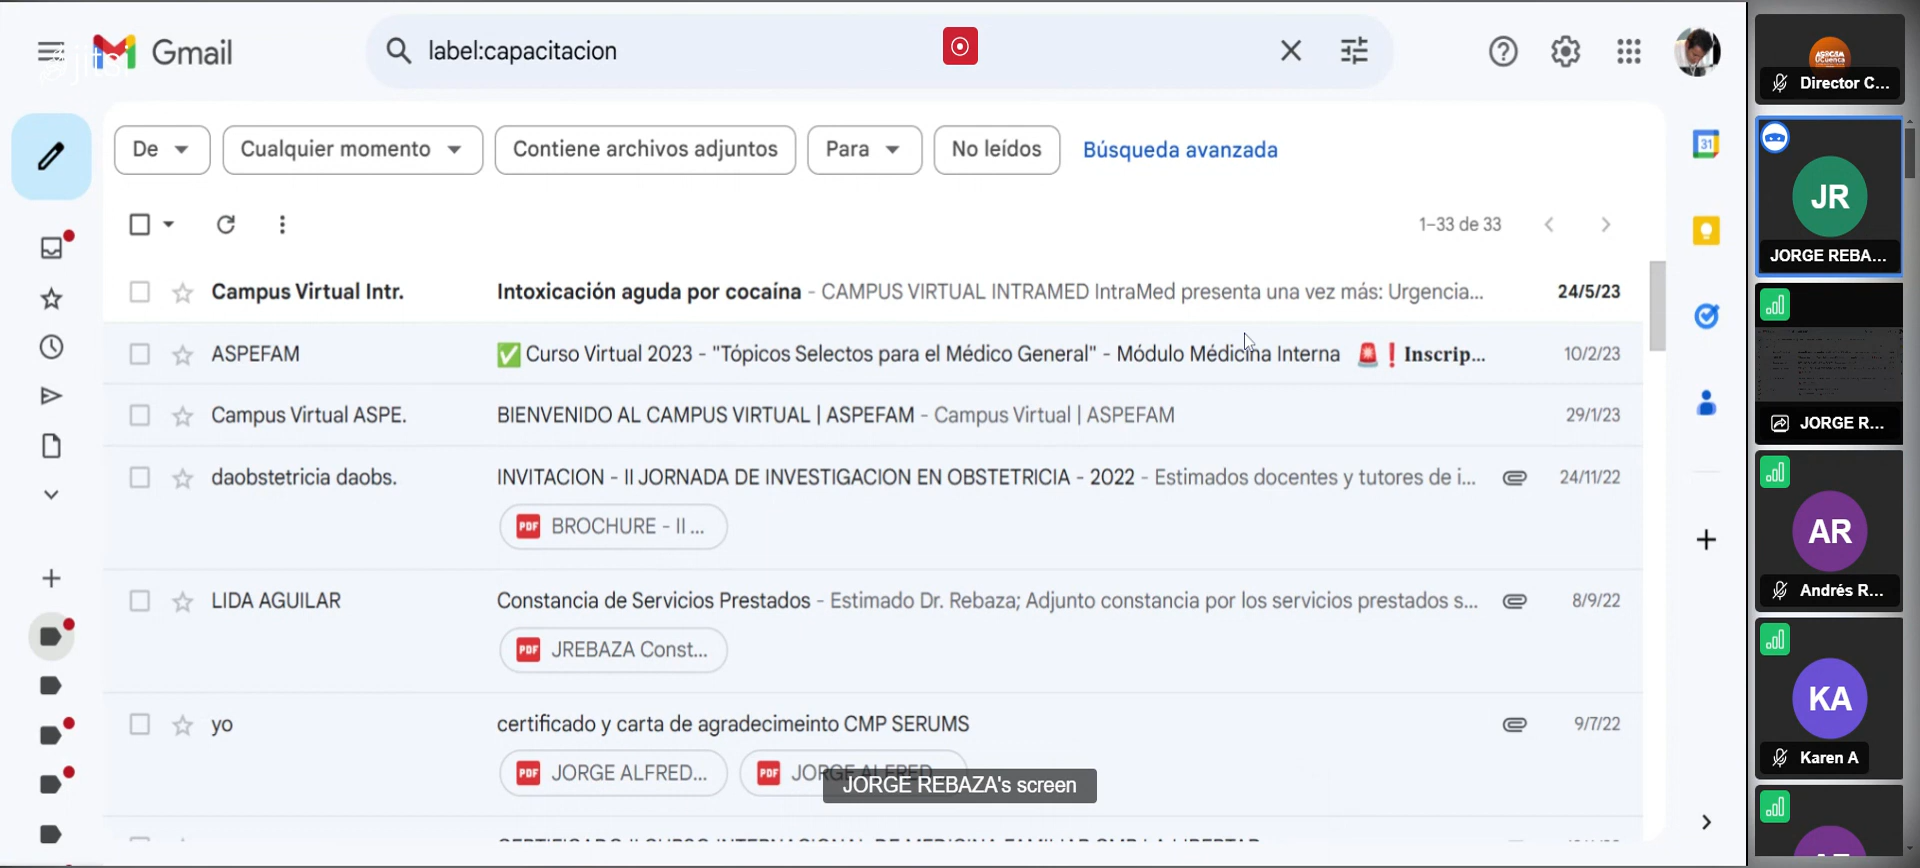 Gmail
label:capacitacion
De
Cualquier momento
Contiene archivos adjuntos
Para
No leídos
Búsqueda avanzada
1–33 de 33
Campus Virtual Intr.
Intoxicación aguda por cocaína - CAMPUS VIRTUAL INTRAMED IntraMed presenta una vez más: Urgencia...
24/5/23
ASPEFAM
✅ Curso Virtual 2023 - "Tópicos Selectos para el Médico General" - Módulo Médicina Interna 🚨❗Inscrip...
10/2/23
Campus Virtual ASPE.
BIENVENIDO AL CAMPUS VIRTUAL | ASPEFAM - Campus Virtual | ASPEFAM
29/1/23
daobstetricia daobs.
INVITACION - II JORNADA DE INVESTIGACION EN OBSTETRICIA - 2022 - Estimados docentes y tutores de i...
24/11/22
PDF BROCHURE - II ...
LIDA AGUILAR
Constancia de Servicios Prestados - Estimado Dr. Rebaza; Adjunto constancia por los servicios prestados s...
8/9/22
PDF JREBAZA Const...
yo
certificado y carta de agradecimeinto CMP SERUMS
9/7/22
PDF JORGE ALFRED...
PDF JORGE ALFRED...
JORGE REBAZA's screen
31
ASOCAM
UCuenca
Director C...
JR
JORGE REBA...
JORGE R...
AR
Andrés R...
KA
Karen A